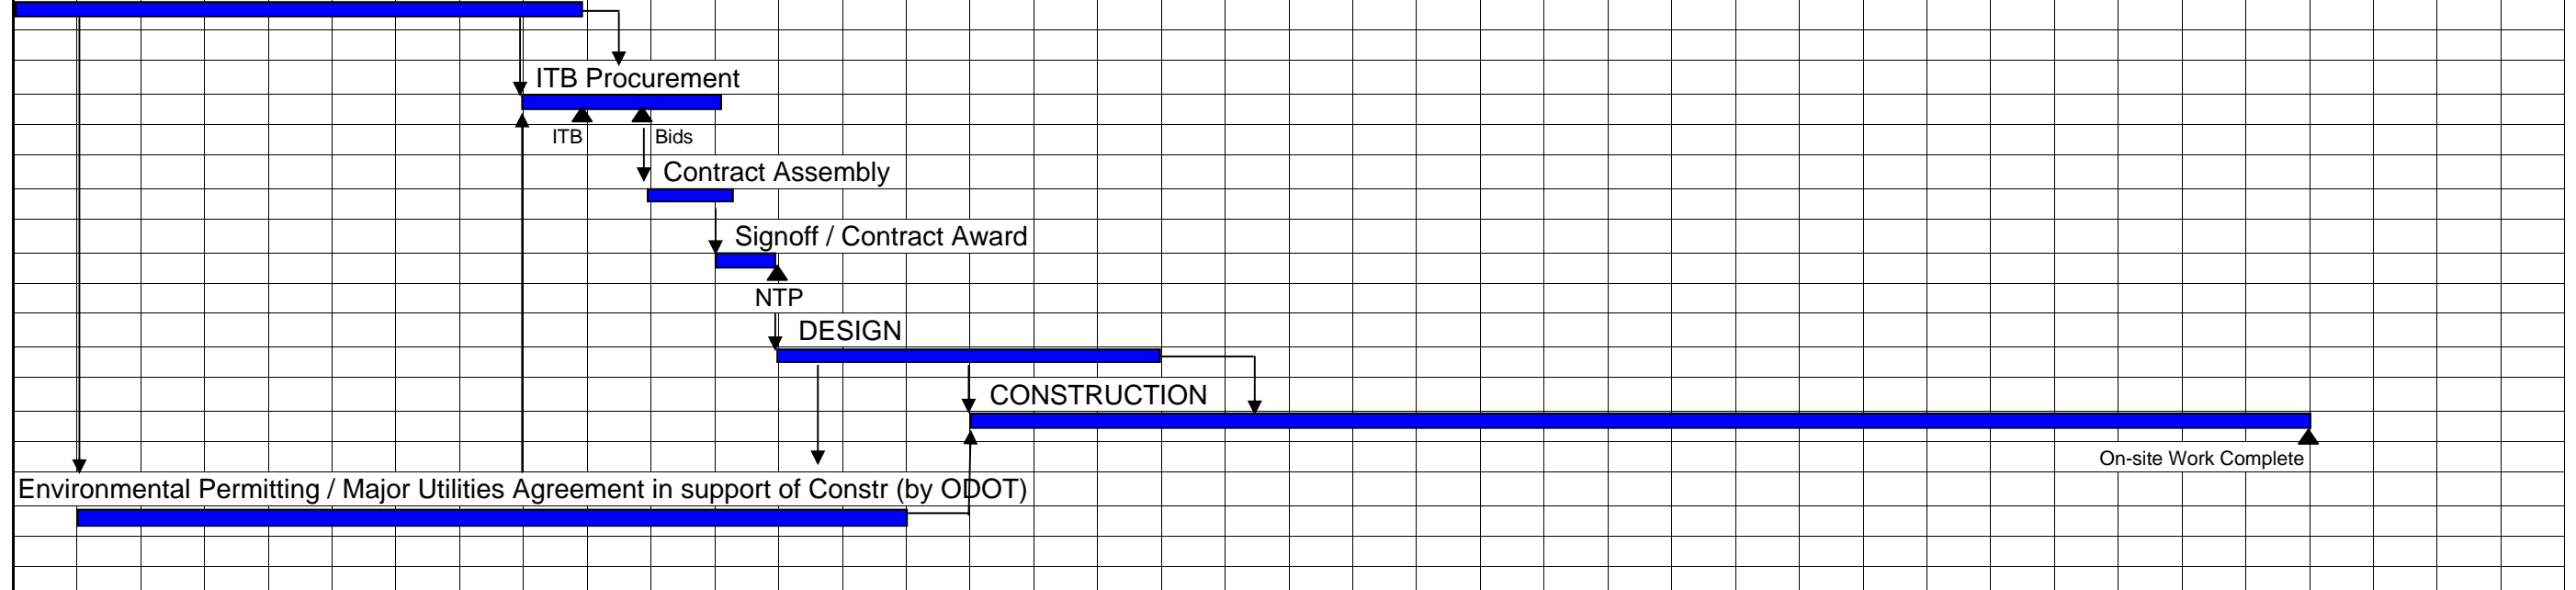 ITB Procurement
ITB
Bids
Contract Assembly
Signoff / Contract Award
NTP
DESIGN
CONSTRUCTION
On-site Work Complete
Environmental Permitting / Major Utilities Agreement in support of Constr (by ODOT)